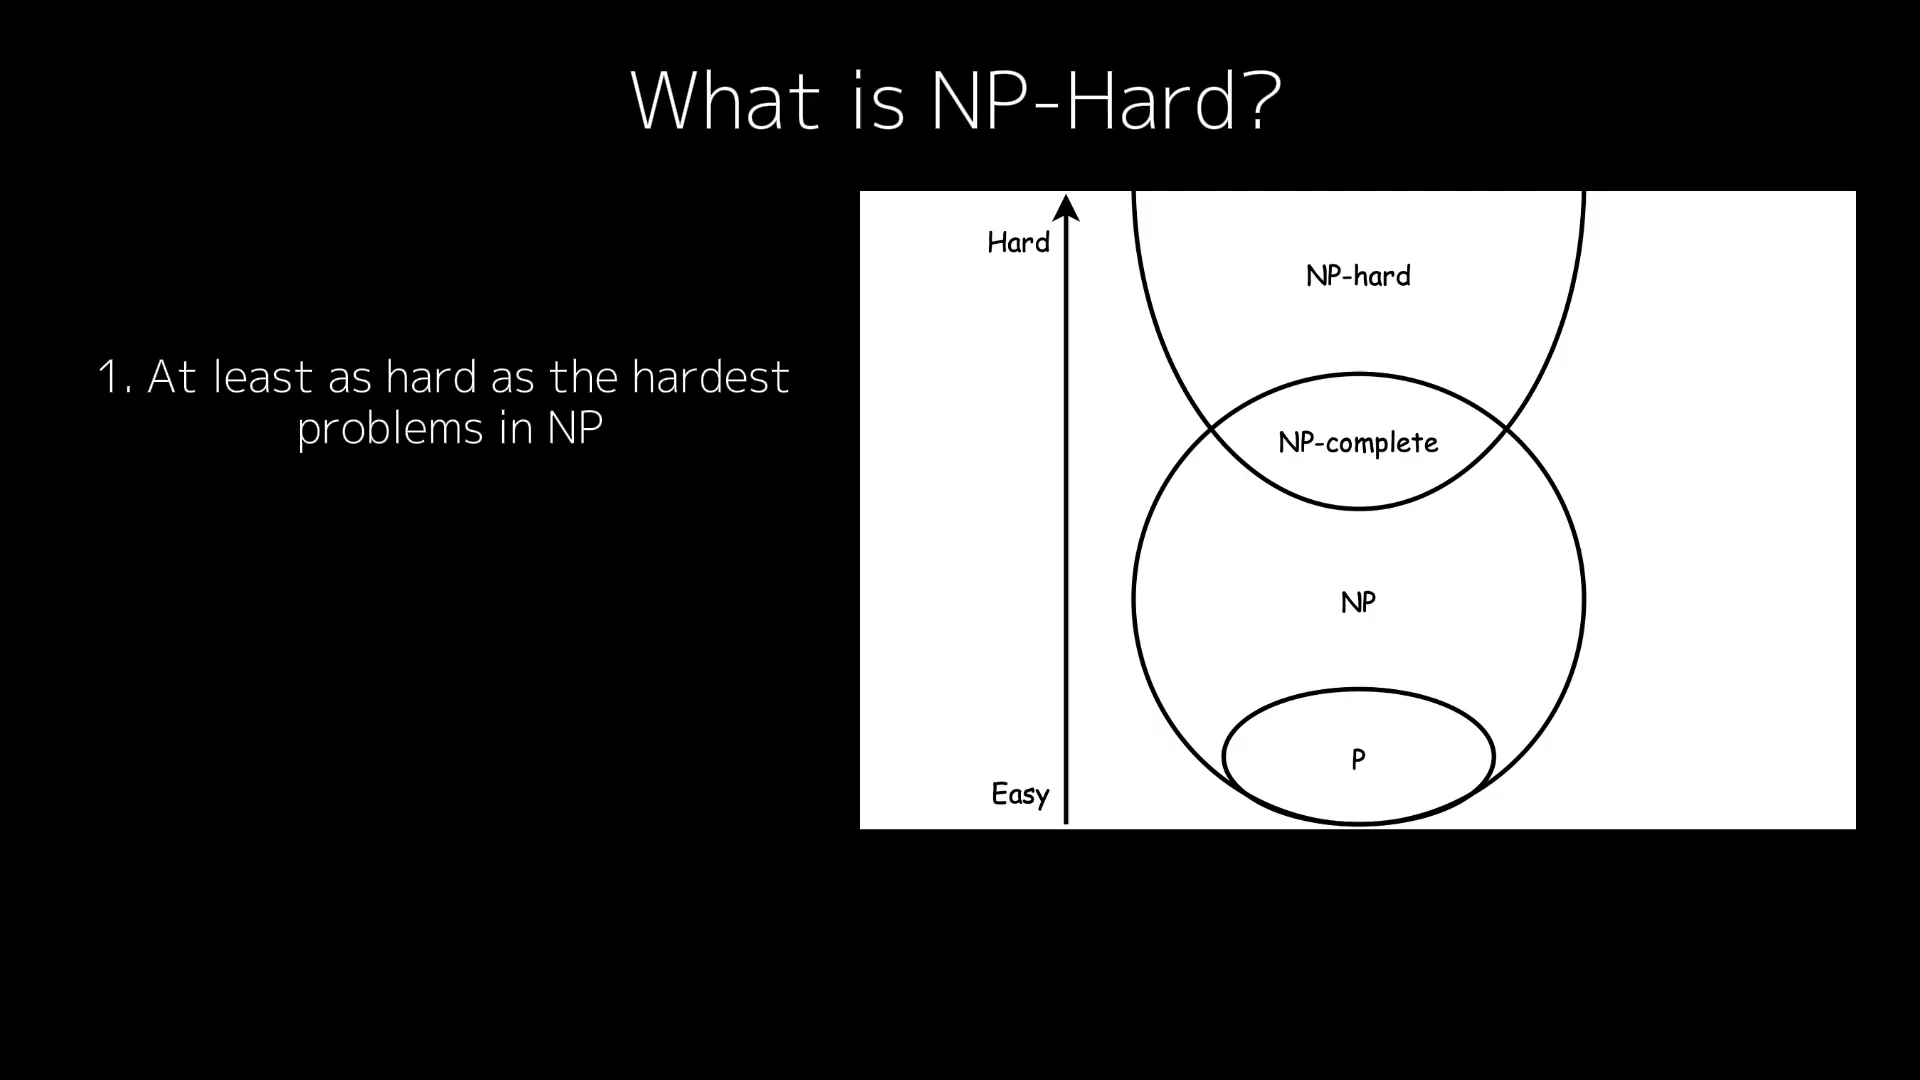 What is NP-Hard?
1. At least as hard as the hardest
problems in NP
Hard
NP-hard
NP-complete
NP
P
Easy